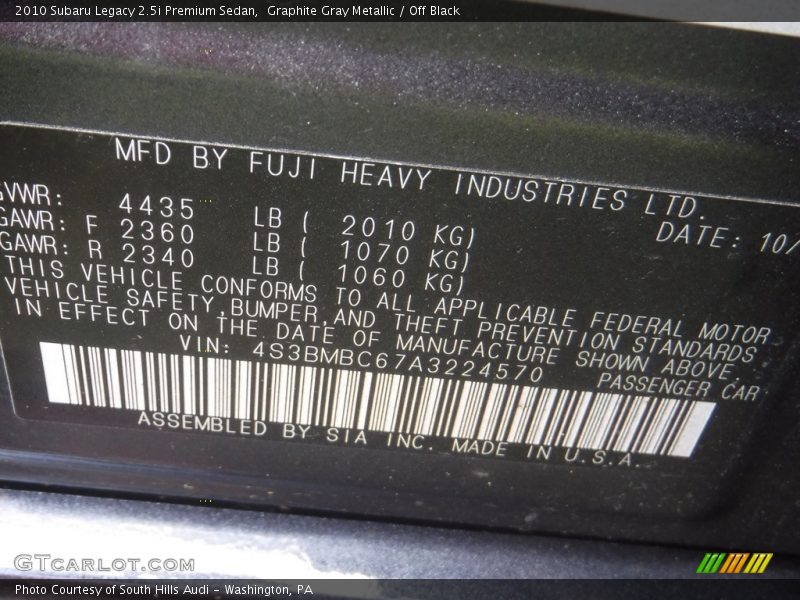 2010 Subaru Legacy 2.5i Premium Sedan,  Graphite Gray Metallic / Off Black
MFD BY FUJI HEAVY INDUSTRIES LTD.
GVWR: 4435 LB ( 2010 KG) DATE: 10/
GAWR: F 2360 LB ( 1070 KG)
GAWR: R 2340 LB ( 1060 KG)
THIS VEHICLE CONFORMS TO ALL APPLICABLE FEDERAL MOTOR
VEHICLE SAFETY,BUMPER,AND THEFT PREVENTION STANDARDS
IN EFFECT ON THE DATE OF MANUFACTURE SHOWN ABOVE.
VIN: 4S3BMBC67A3224570 PASSENGER CAR
ASSEMBLED BY SIA INC. MADE IN U.S.A.
GTcarlot.com
Photo Courtesy of South Hills Audi - Washington, PA